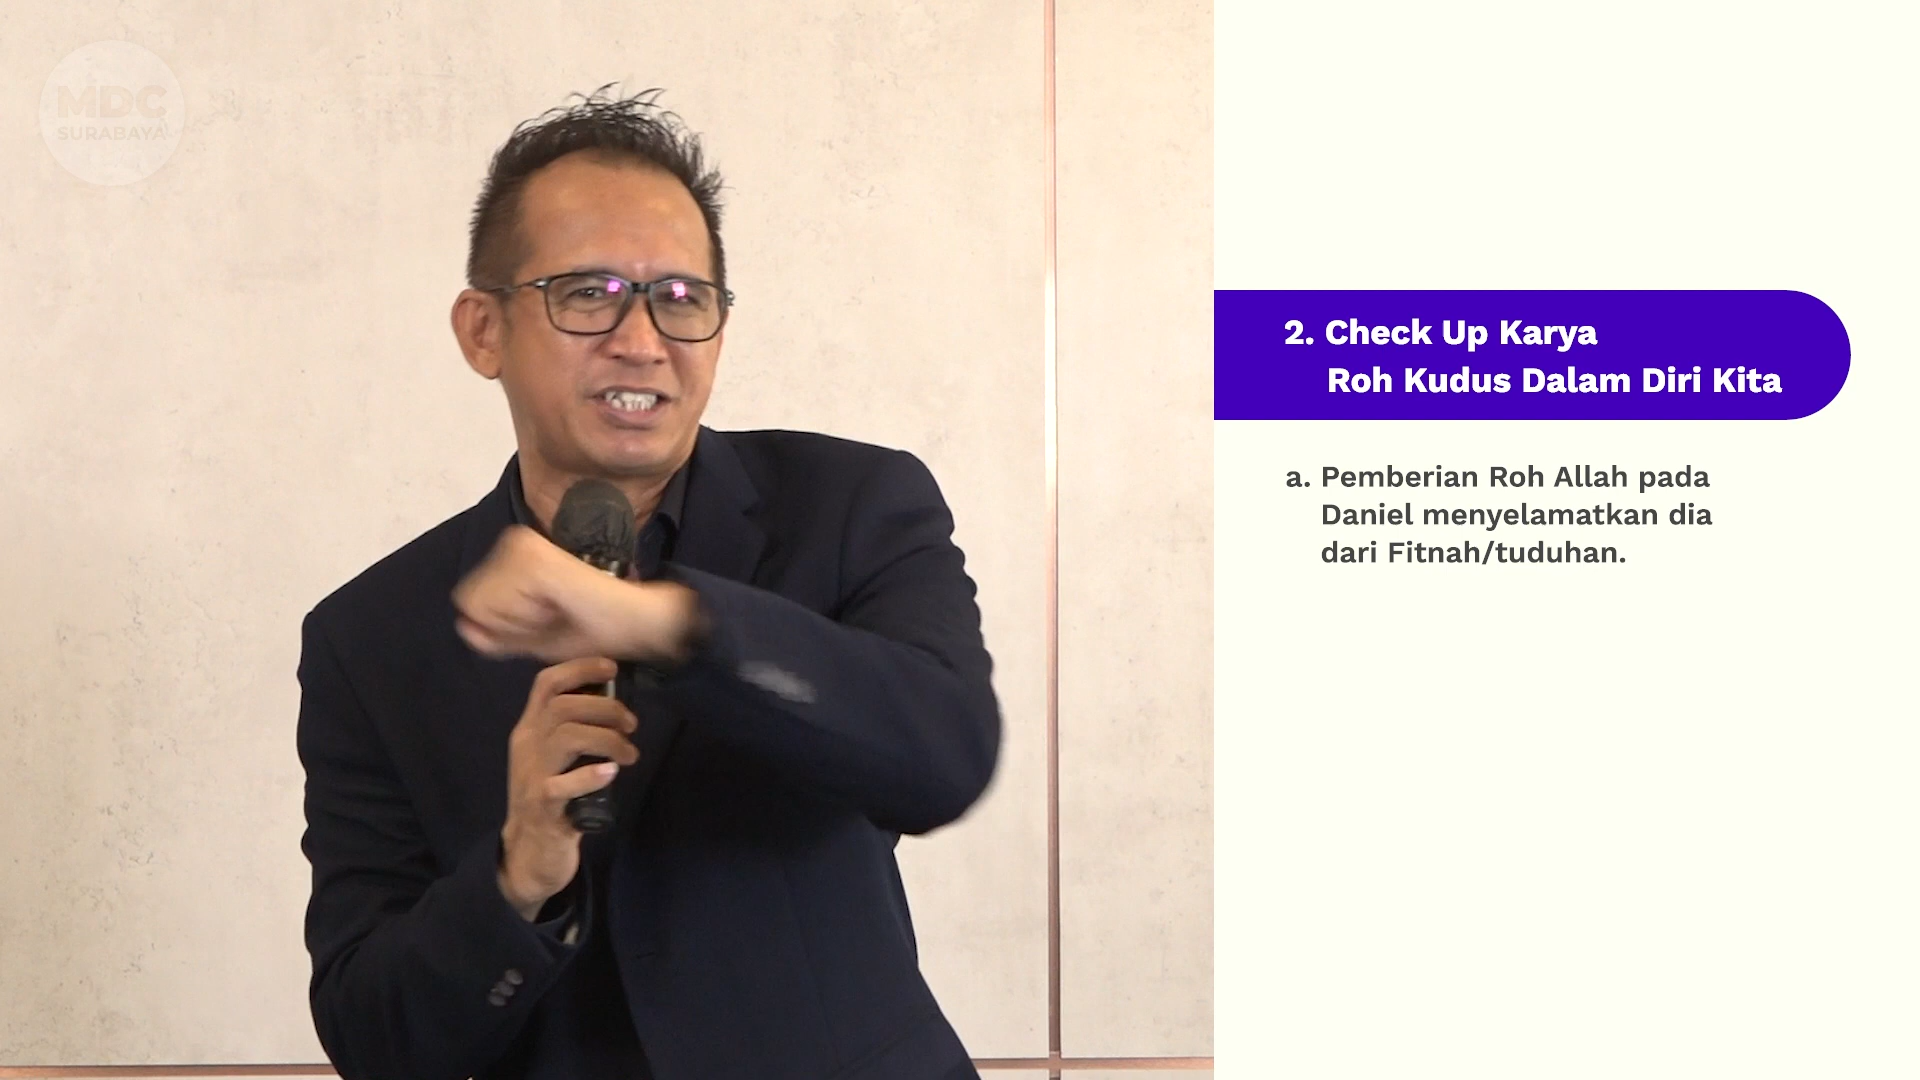 MDC
SURABAYA
2. Check Up Karya
Roh Kudus Dalam Diri Kita
a. Pemberian Roh Allah pada
Daniel menyelamatkan dia
dari Fitnah/tuduhan.